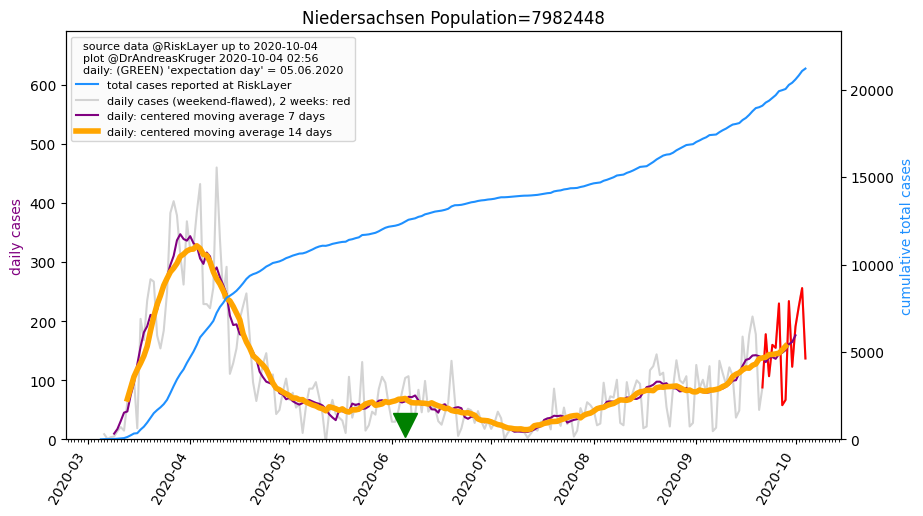 Niedersachsen Population=7982448
source data @RiskLayer up to 2020-10-04
plot @DrAndreasKruger 2020-10-04 02:56
daily: (GREEN) 'expectation day' = 05.06.2020
total cases reported at RiskLayer
daily cases (weekend-flawed), 2 weeks: red
daily: centered moving average 7 days
daily: centered moving average 14 days
daily cases
600
500
400
300
200
100
0
cumulative total cases
20000
15000
10000
5000
0
2020-03
2020-04
2020-05
2020-06
2020-07
2020-08
2020-09
2020-10